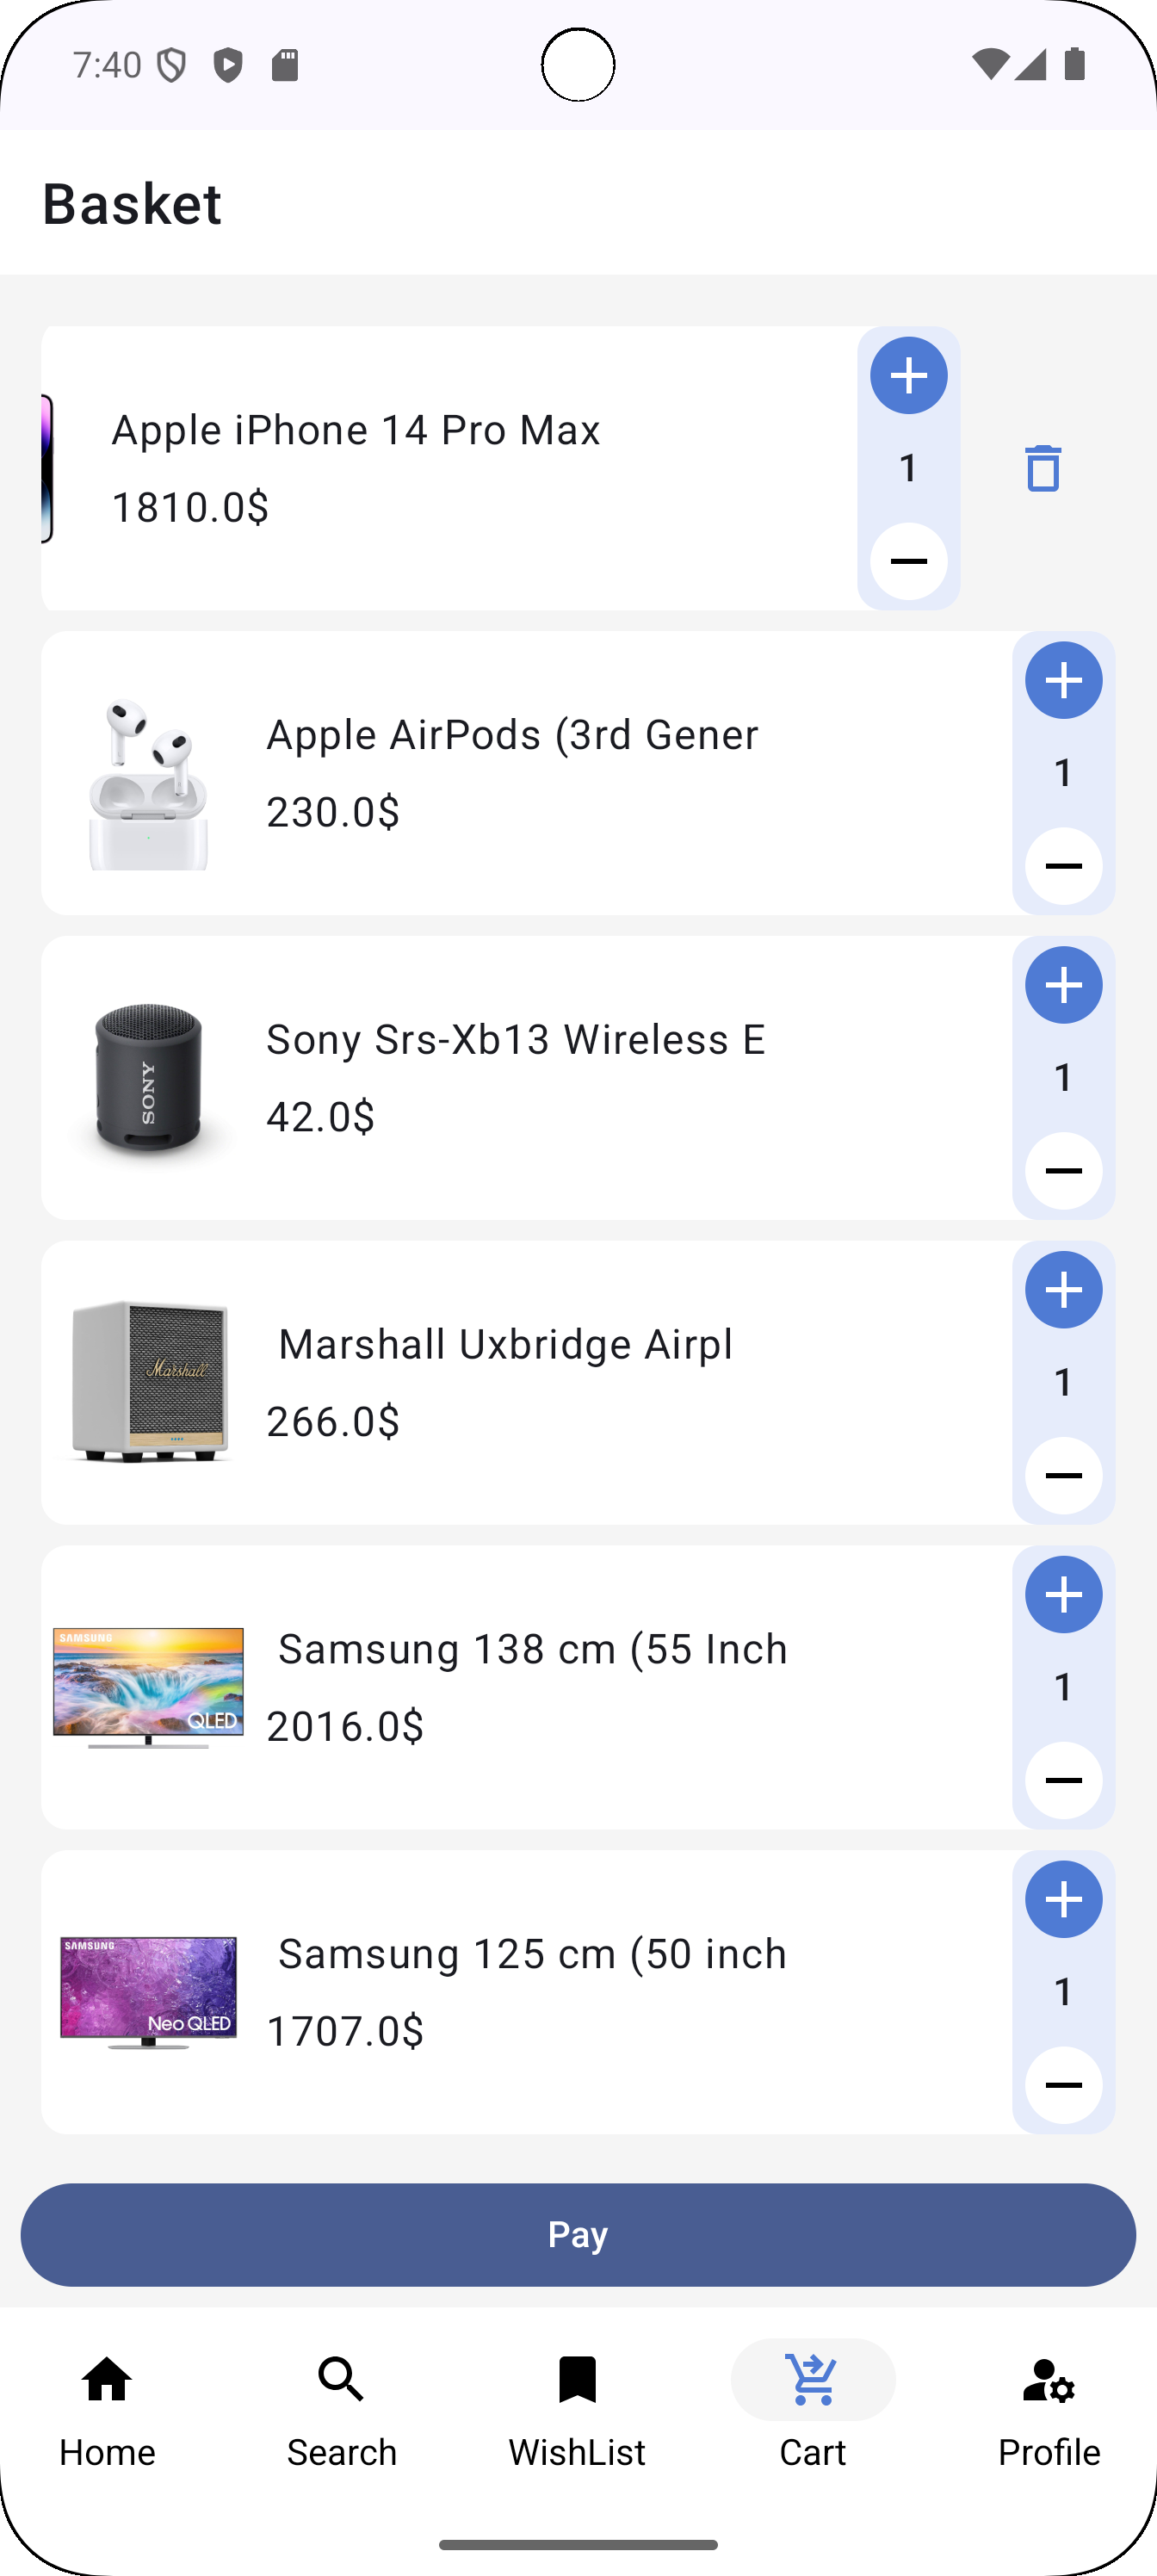 7:40
Basket
Apple iPhone 14 Pro Max
1810.0$
1
Apple AirPods (3rd Gener
230.0$
1
SONY
Sony Srs-Xb13 Wireless E
42.0$
1
Marshall
Marshall Uxbridge Airpl
266.0$
1
SAMSUNG
QLED
Samsung 138 cm (55 Inch
2016.0$
1
SAMSUNG
Neo QLED
Samsung 125 cm (50 inch
1707.0$
1
Pay
Home
Search
WishList
Cart
Profile